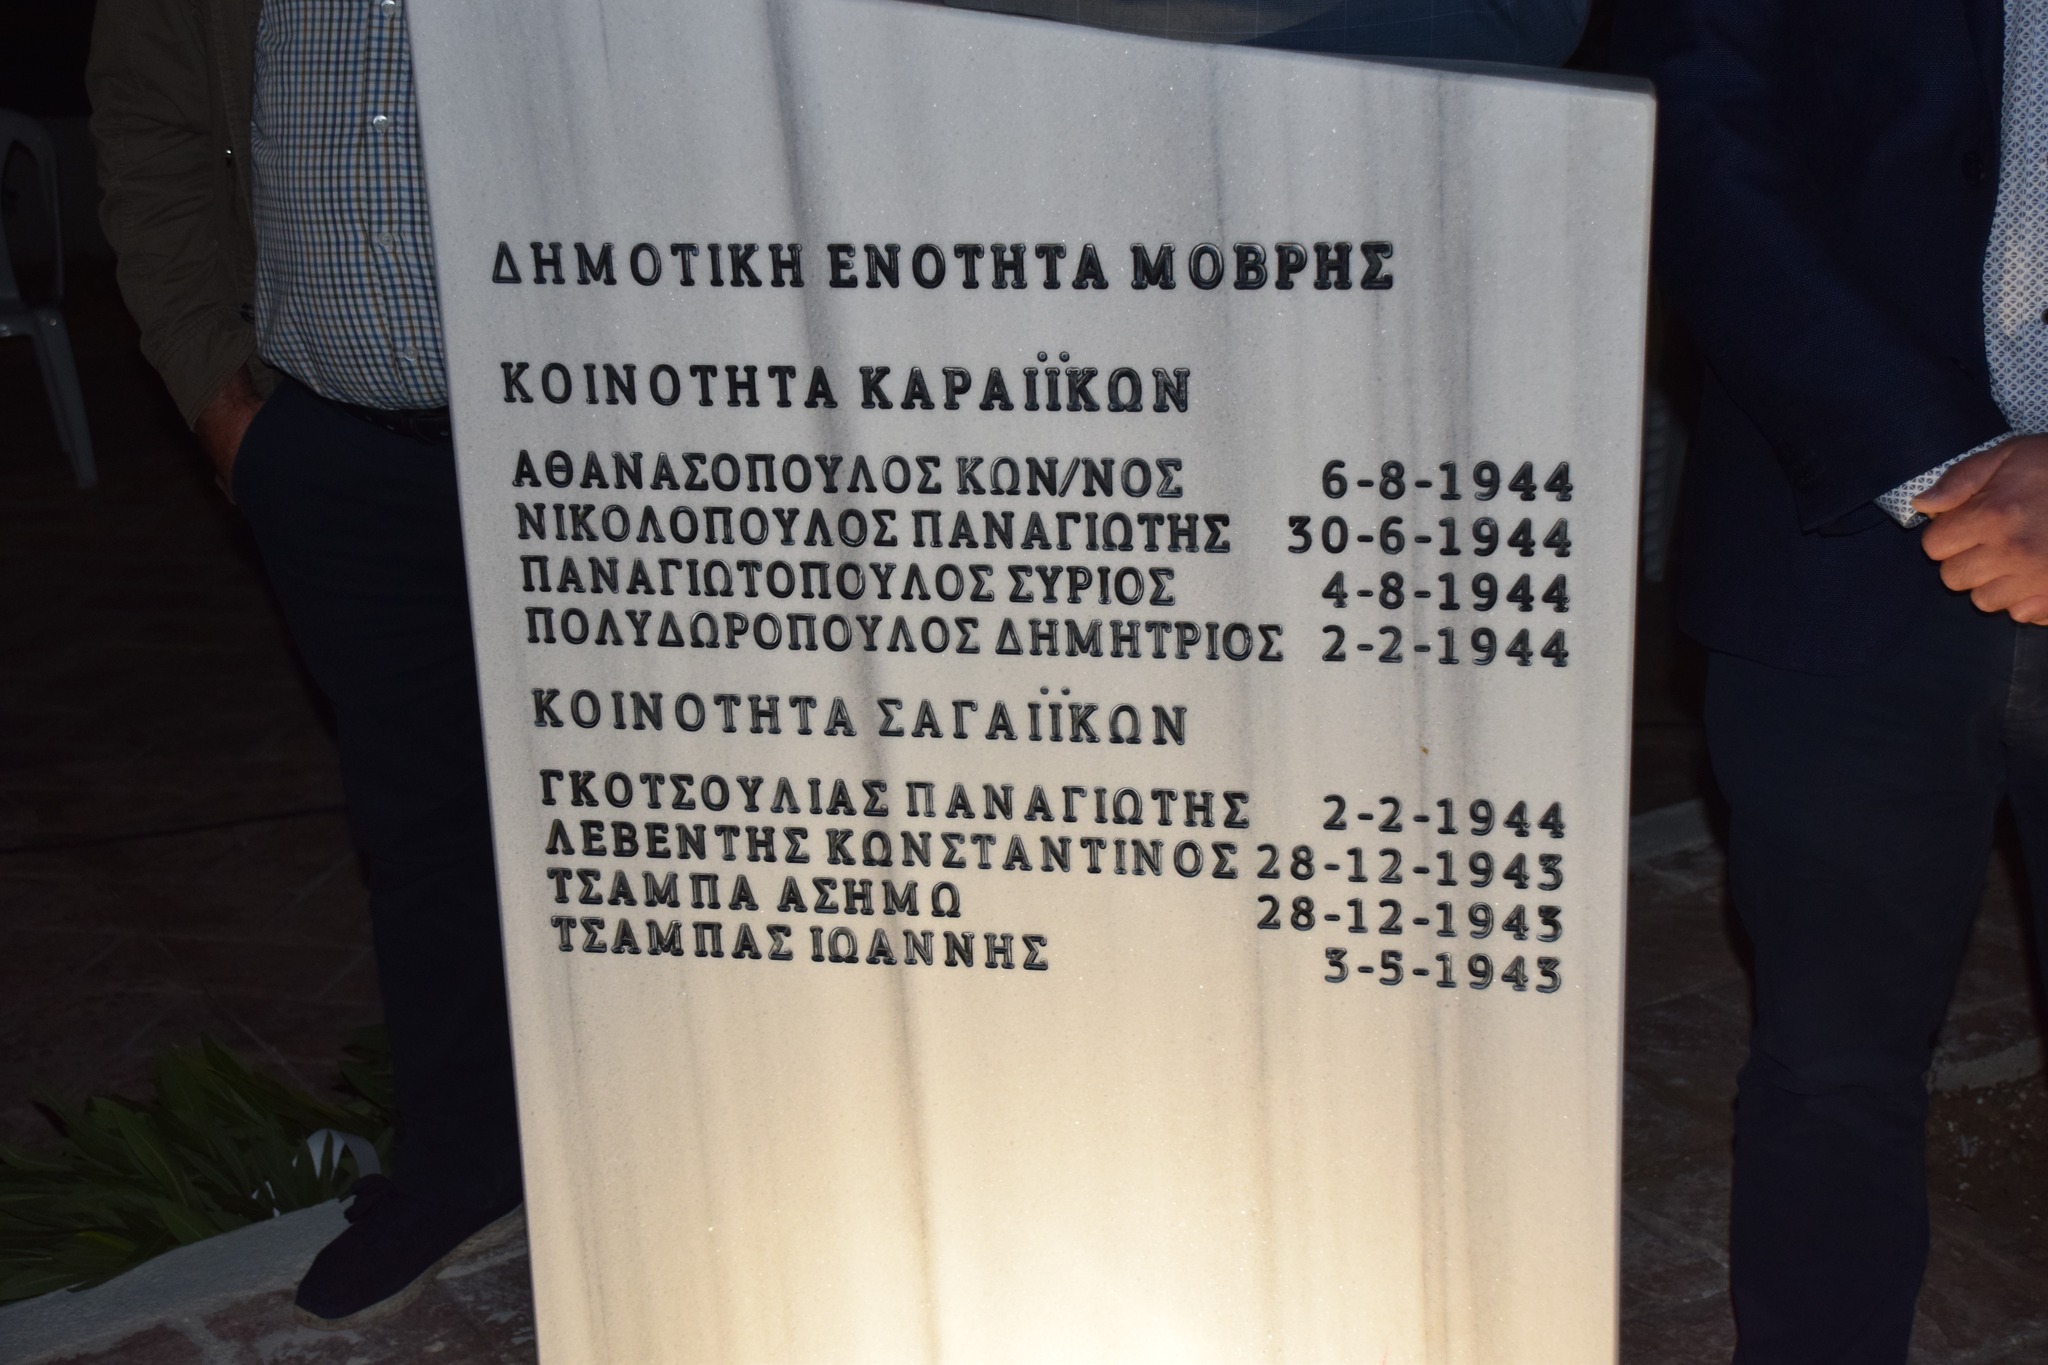 ΔΗΜΟΤΙΚΗ ΕΝΟΤΗΤΑ ΜΟΒΡΗΣ
ΚΟΙΝΟΤΗΤΑ ΚΑΡΑΪΪΚΩΝ
ΑΘΑΝΑΣΟΠΟΥΛΟΣ ΚΩΝ/ΝΟΣ 6-8-1944
ΝΙΚΟΛΟΠΟΥΛΟΣ ΠΑΝΑΓΙΩΤΗΣ 30-6-1944
ΠΑΝΑΓΙΩΤΟΠΟΥΛΟΣ ΣΥΡΙΟΣ 4-8-1944
ΠΟΛΥΔΩΡΟΠΟΥΛΟΣ ΔΗΜΗΤΡΙΟΣ 2-2-1944
ΚΟΙΝΟΤΗΤΑ ΣΑΓΑΪΪΚΩΝ
ΓΚΟΤΣΟΥΛΙΑΣ ΠΑΝΑΓΙΩΤΗΣ 2-2-1944
ΛΕΒΕΝΤΗΣ ΚΩΝΣΤΑΝΤΙΝΟΣ 28-12-1943
ΤΣΑΜΠΑ ΑΣΗΜΩ 28-12-1943
ΤΣΑΜΠΑΣ ΙΩΑΝΝΗΣ 3-5-1943